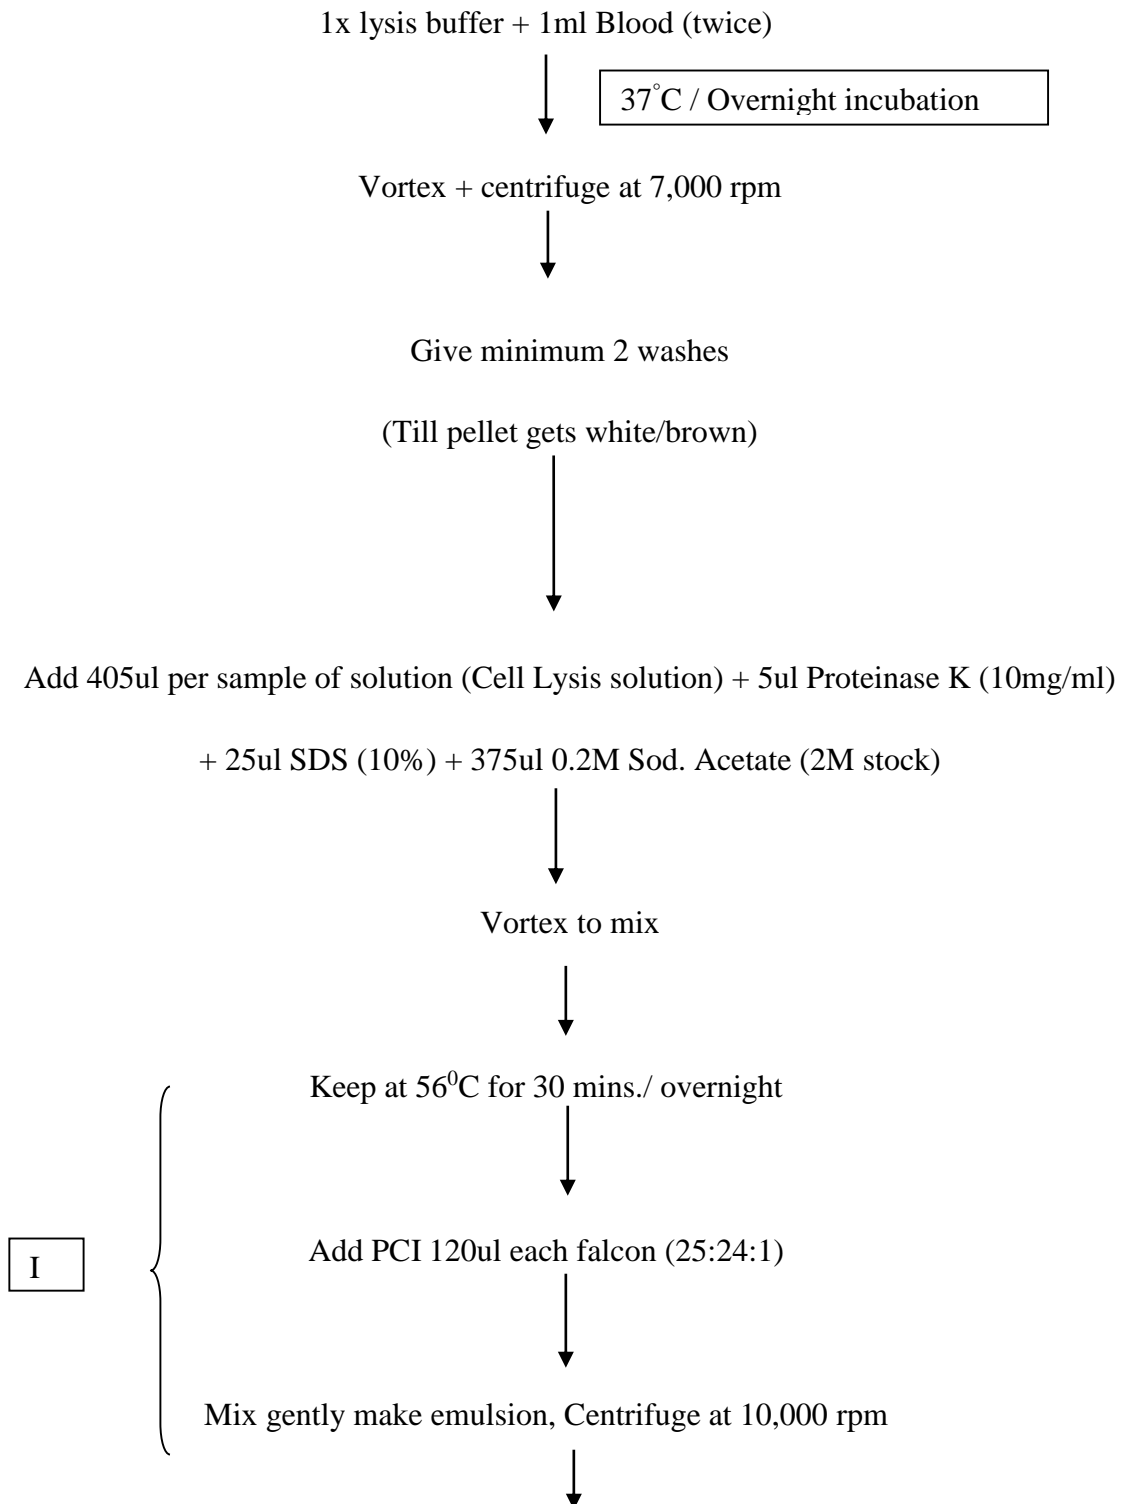 1x lysis buffer + 1ml Blood (twice)
37°C / Overnight incubation
Vortex + centrifuge at 7,000 rpm
Give minimum 2 washes
(Till pellet gets white/brown)
Add 405ul per sample of solution (Cell Lysis solution) + 5ul Proteinase K (10mg/ml)
+ 25ul SDS (10%) + 375ul 0.2M Sod. Acetate (2M stock)
Vortex to mix
Keep at 56⁰C for 30 mins./ overnight
Add PCI 120ul each falcon (25:24:1)
I
Mix gently make emulsion, Centrifuge at 10,000 rpm